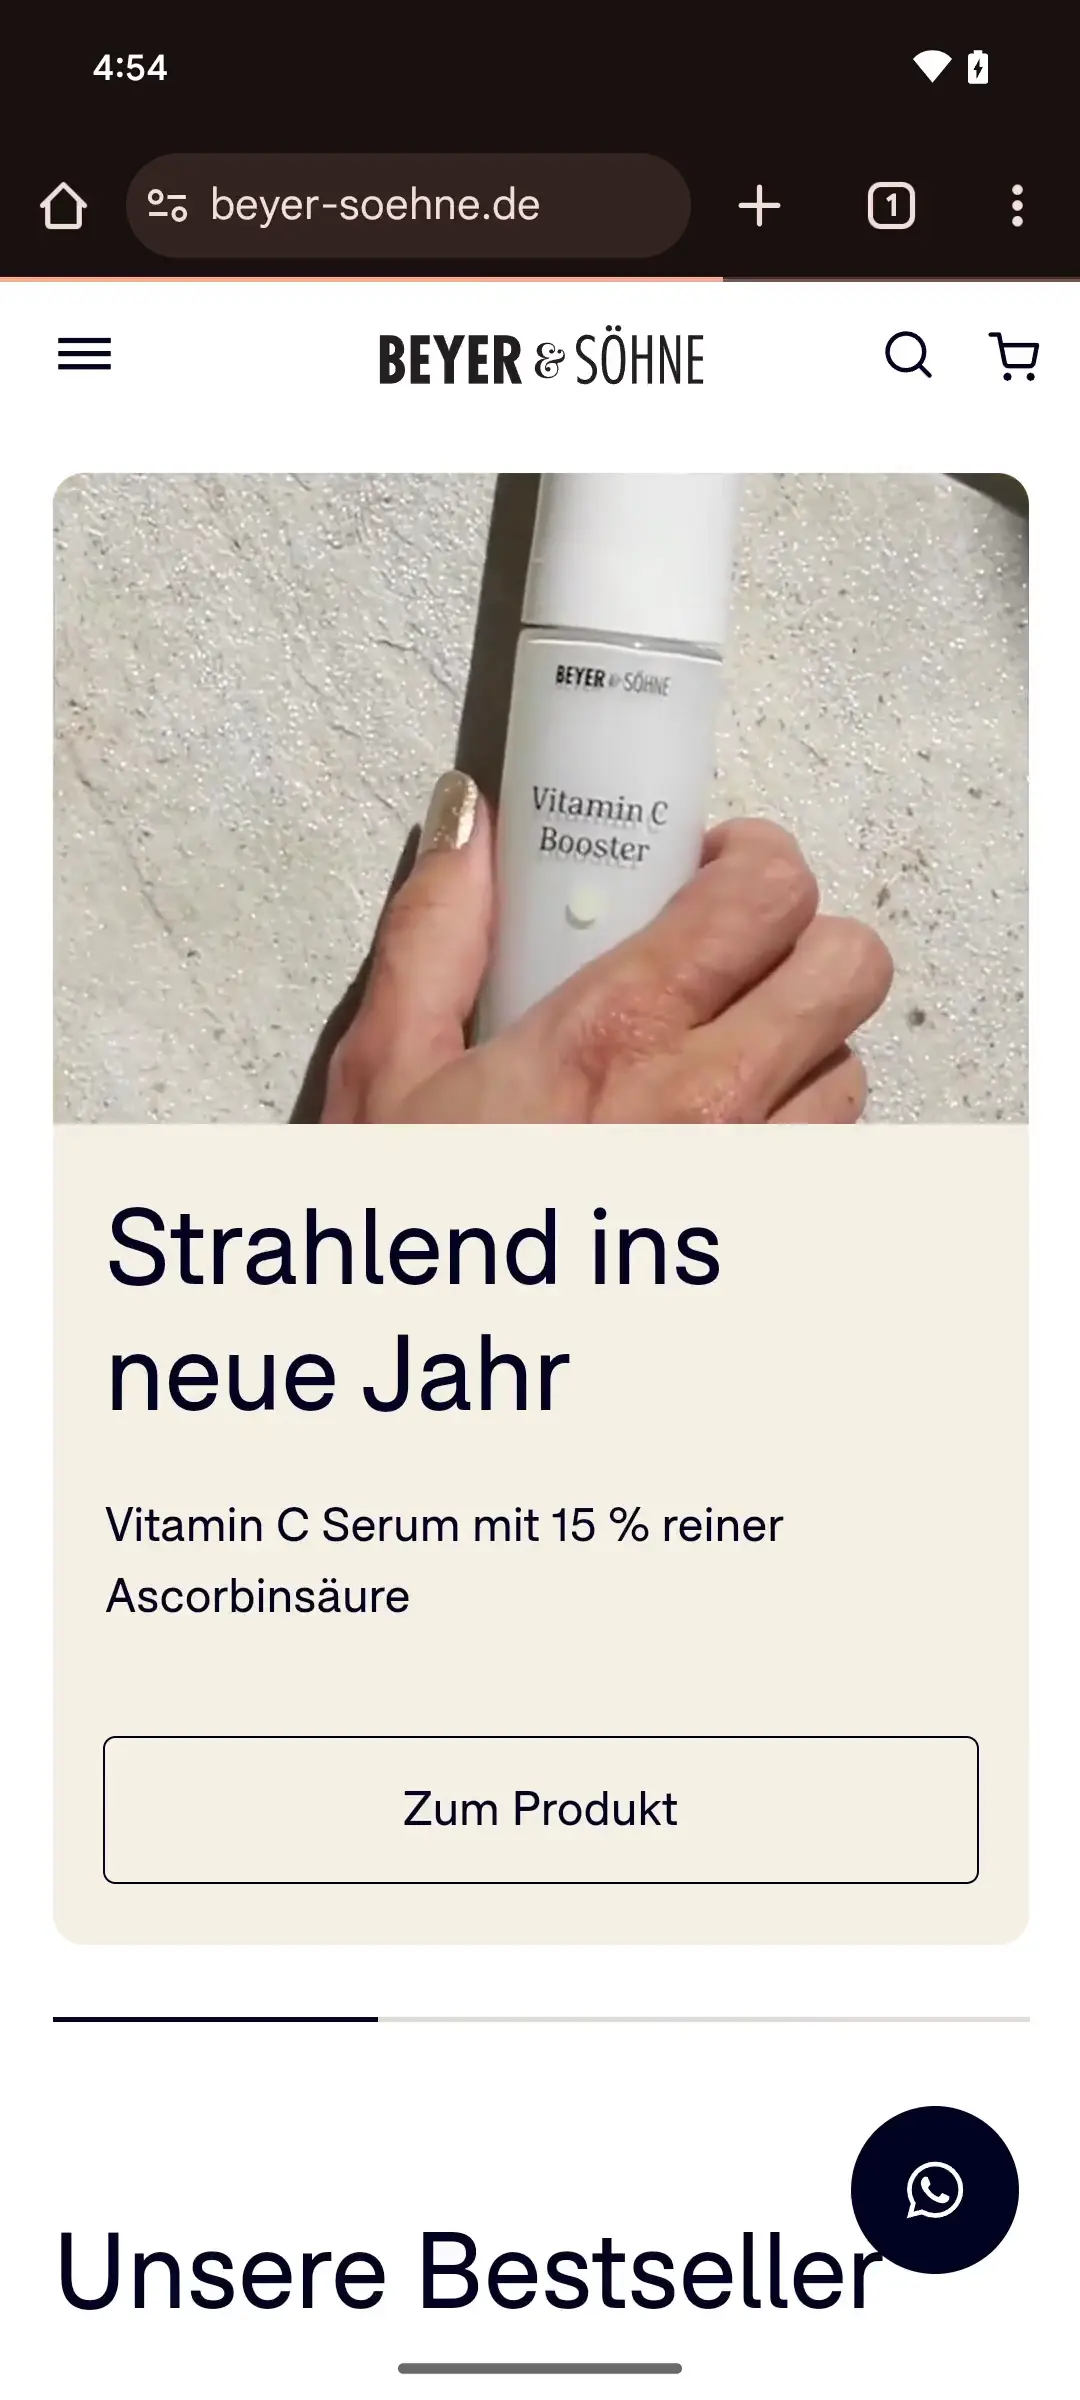 4:54
beyer-soehne.de
1
BEYER & SÖHNE
BEYER & SÖHNE
Vitamin C
Booster
Strahlend ins
neue Jahr
Vitamin C Serum mit 15 % reiner
Ascorbinsäure
Zum Produkt
Unsere Bestseller